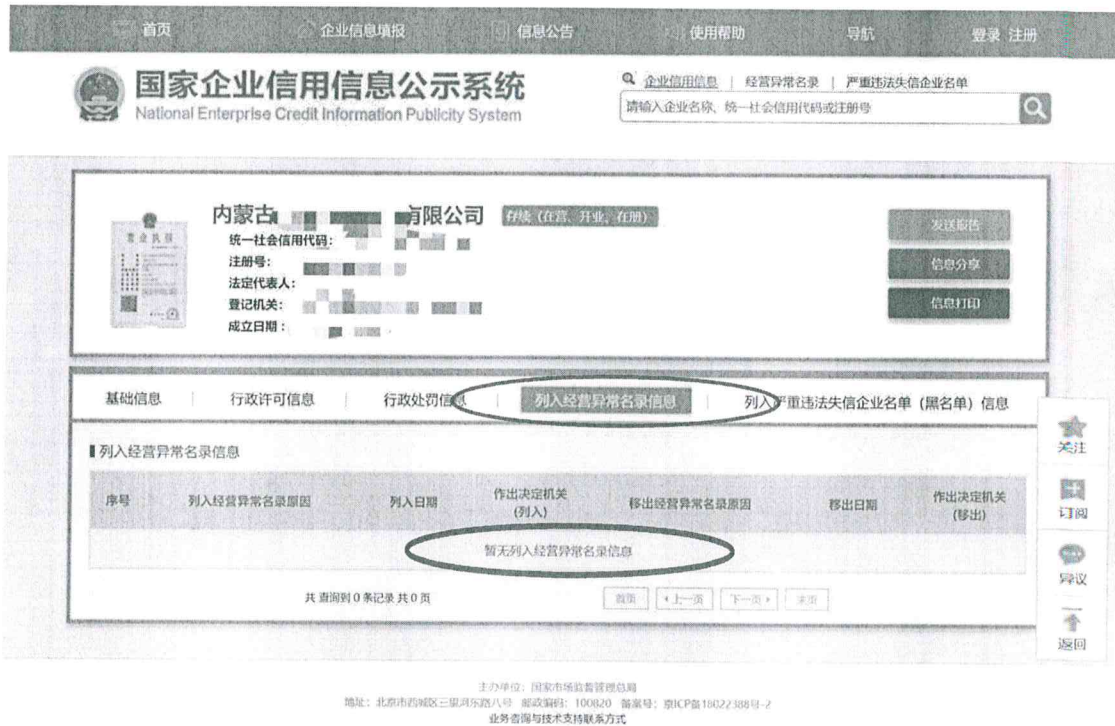 首页 企业信息填报 信息公告 使用帮助 导航 登录 注册
国家企业信用信息公示系统
National Enterprise Credit Information Publicity System
企业信用信息 | 经营异常名录 | 严重违法失信企业名单
请输入企业名称、统一社会信用代码或注册号
内蒙古 有限公司 存续(在营、开业、在册)
统一社会信用代码:
注册号:
法定代表人:
登记机关:
成立日期:
营业执照
发送报告
信息分享
信息打印
基础信息 | 行政许可信息 | 行政处罚信息 | 列入经营异常名录信息 | 列入严重违法失信企业名单(黑名单)信息
列入经营异常名录信息
序号 列入经营异常名录原因 列入日期 作出决定机关(列入) 移出经营异常名录原因 移出日期 作出决定机关(移出)
暂无列入经营异常名录信息
共 查询到 0 条记录 共 0 页 首页 上一页 下一页 末页
关注
订阅
异议
返回
主办单位:国家市场监督管理总局
地址:北京市西城区三里河东路八号 邮政编码:100820 备案号:京ICP备18022388号-2
业务咨询与技术支持联系方式